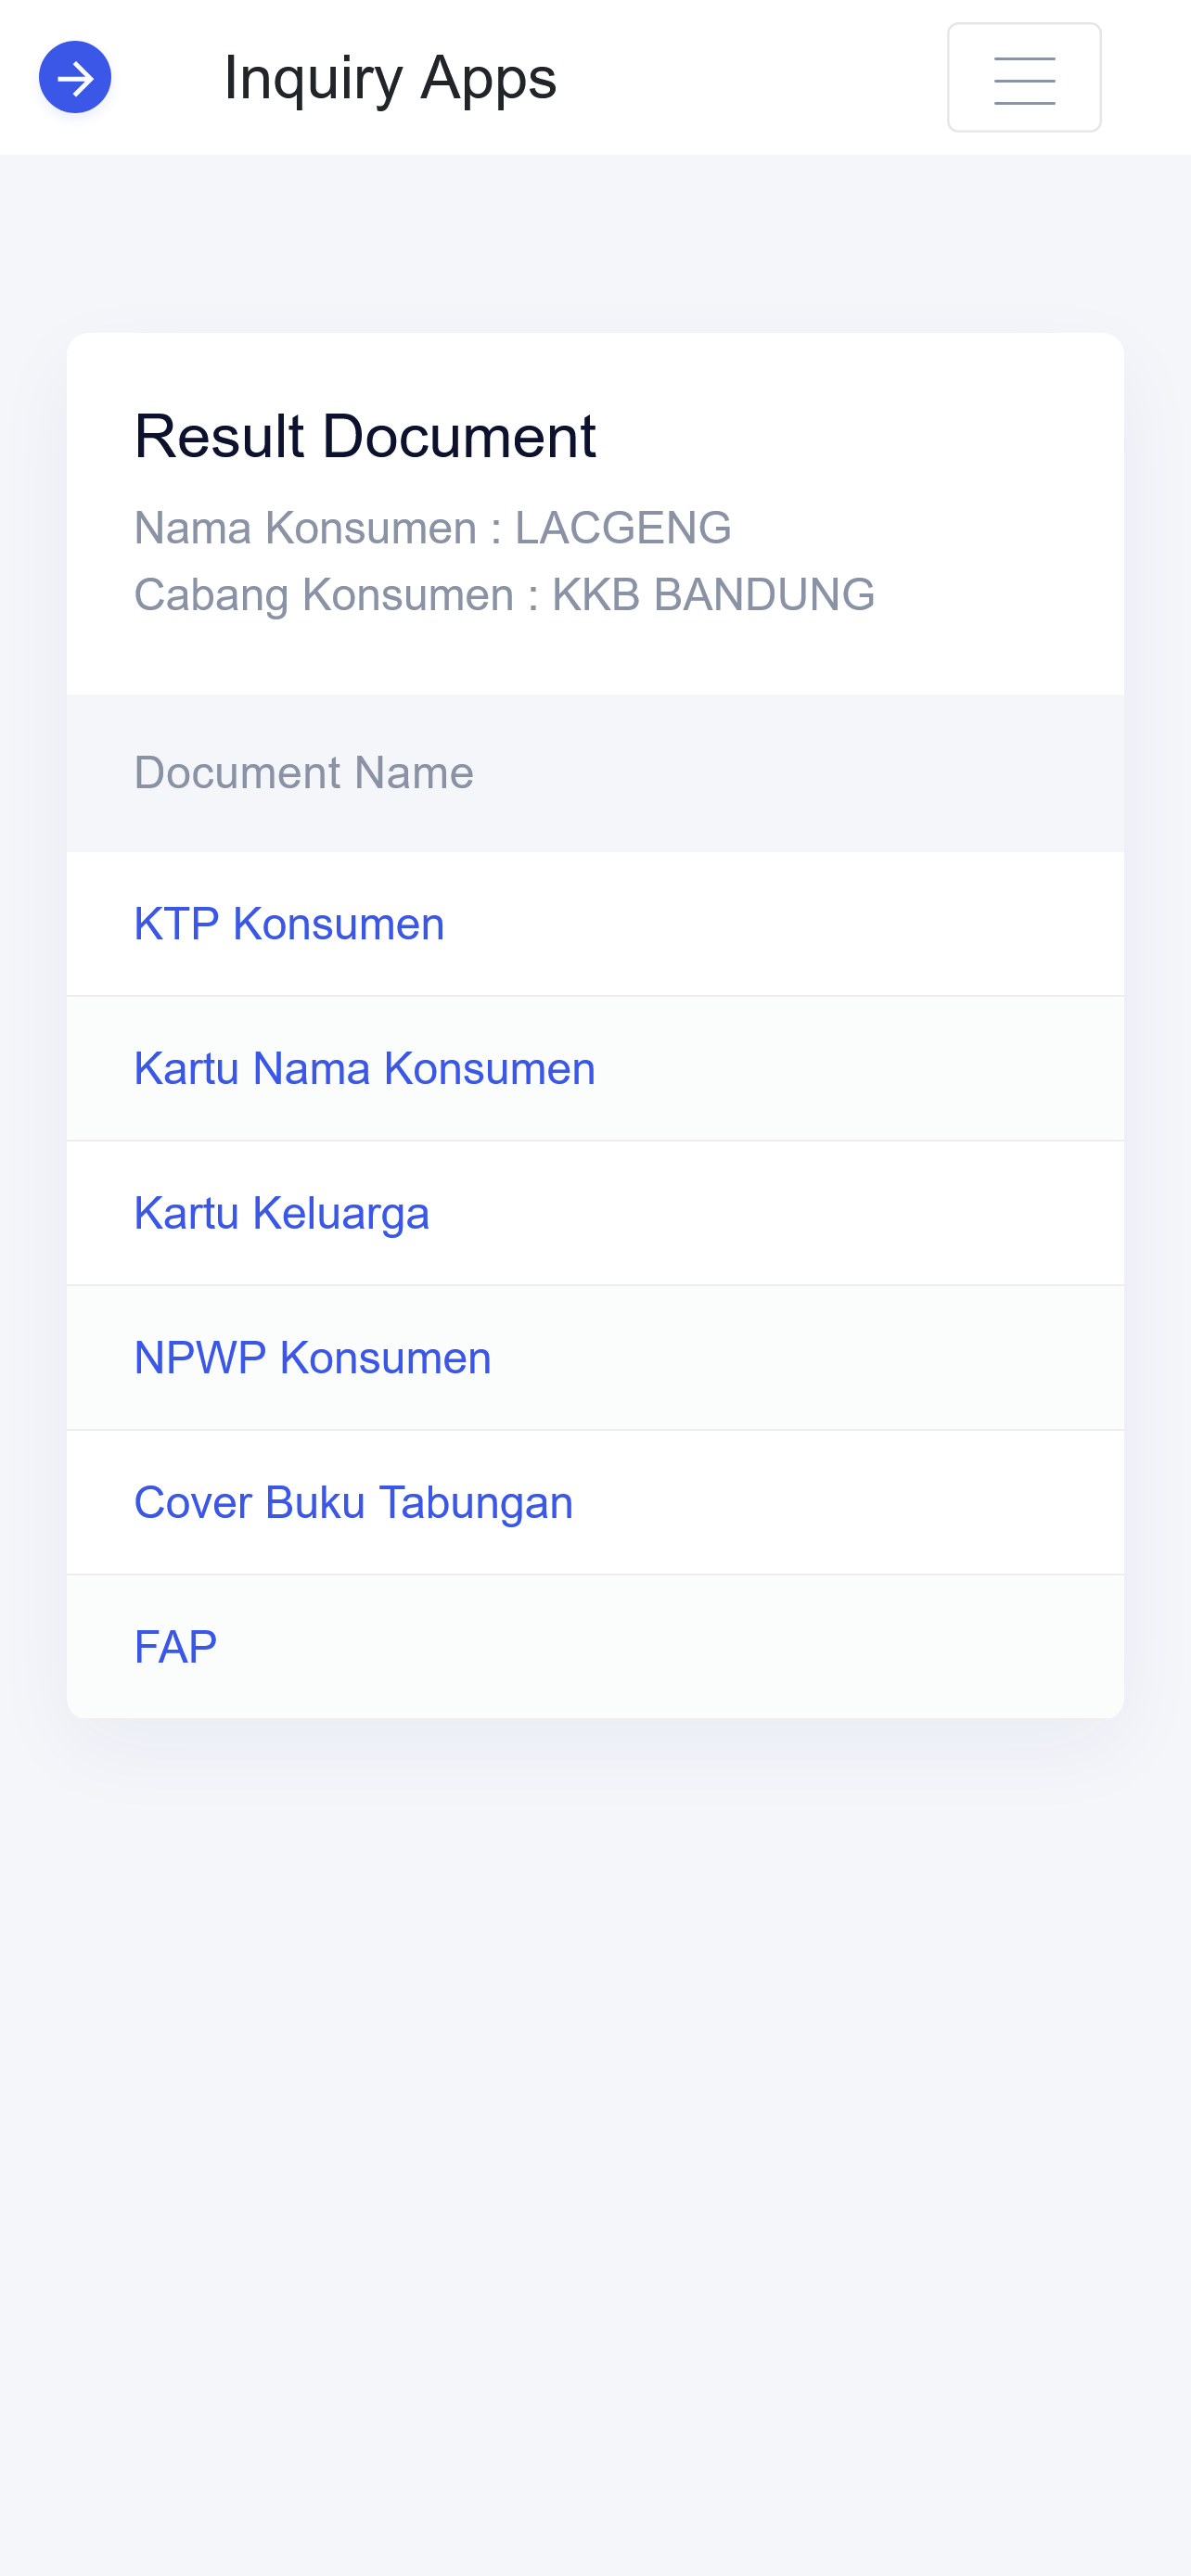 Inquiry Apps
Result Document
Nama Konsumen : LACGENG
Cabang Konsumen : KKB BANDUNG
Document Name
KTP Konsumen
Kartu Nama Konsumen
Kartu Keluarga
NPWP Konsumen
Cover Buku Tabungan
FAP